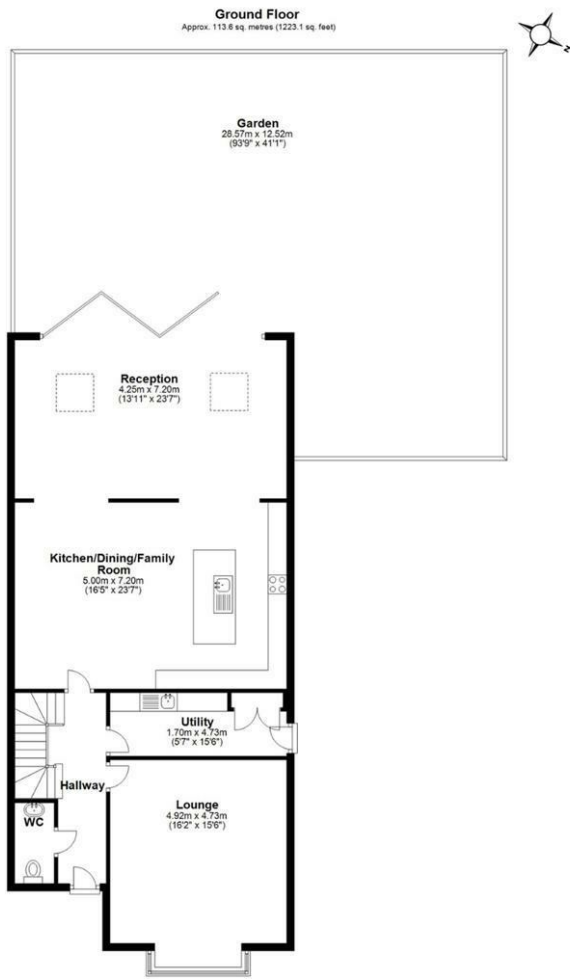 Ground Floor
Approx. 113.6 sq. metres (1223.1 sq. feet)
N
Garden
28.57m x 12.52m
(93'9" x 41'1")
Reception
4.25m x 7.20m
(13'11" x 23'7")
Kitchen/Dining/Family
Room
5.00m x 7.20m
(16'5" x 23'7")
Utility
1.70m x 4.73m
(5'7" x 15'6")
Hallway
Lounge
4.92m x 4.73m
(16'2" x 15'6")
WC